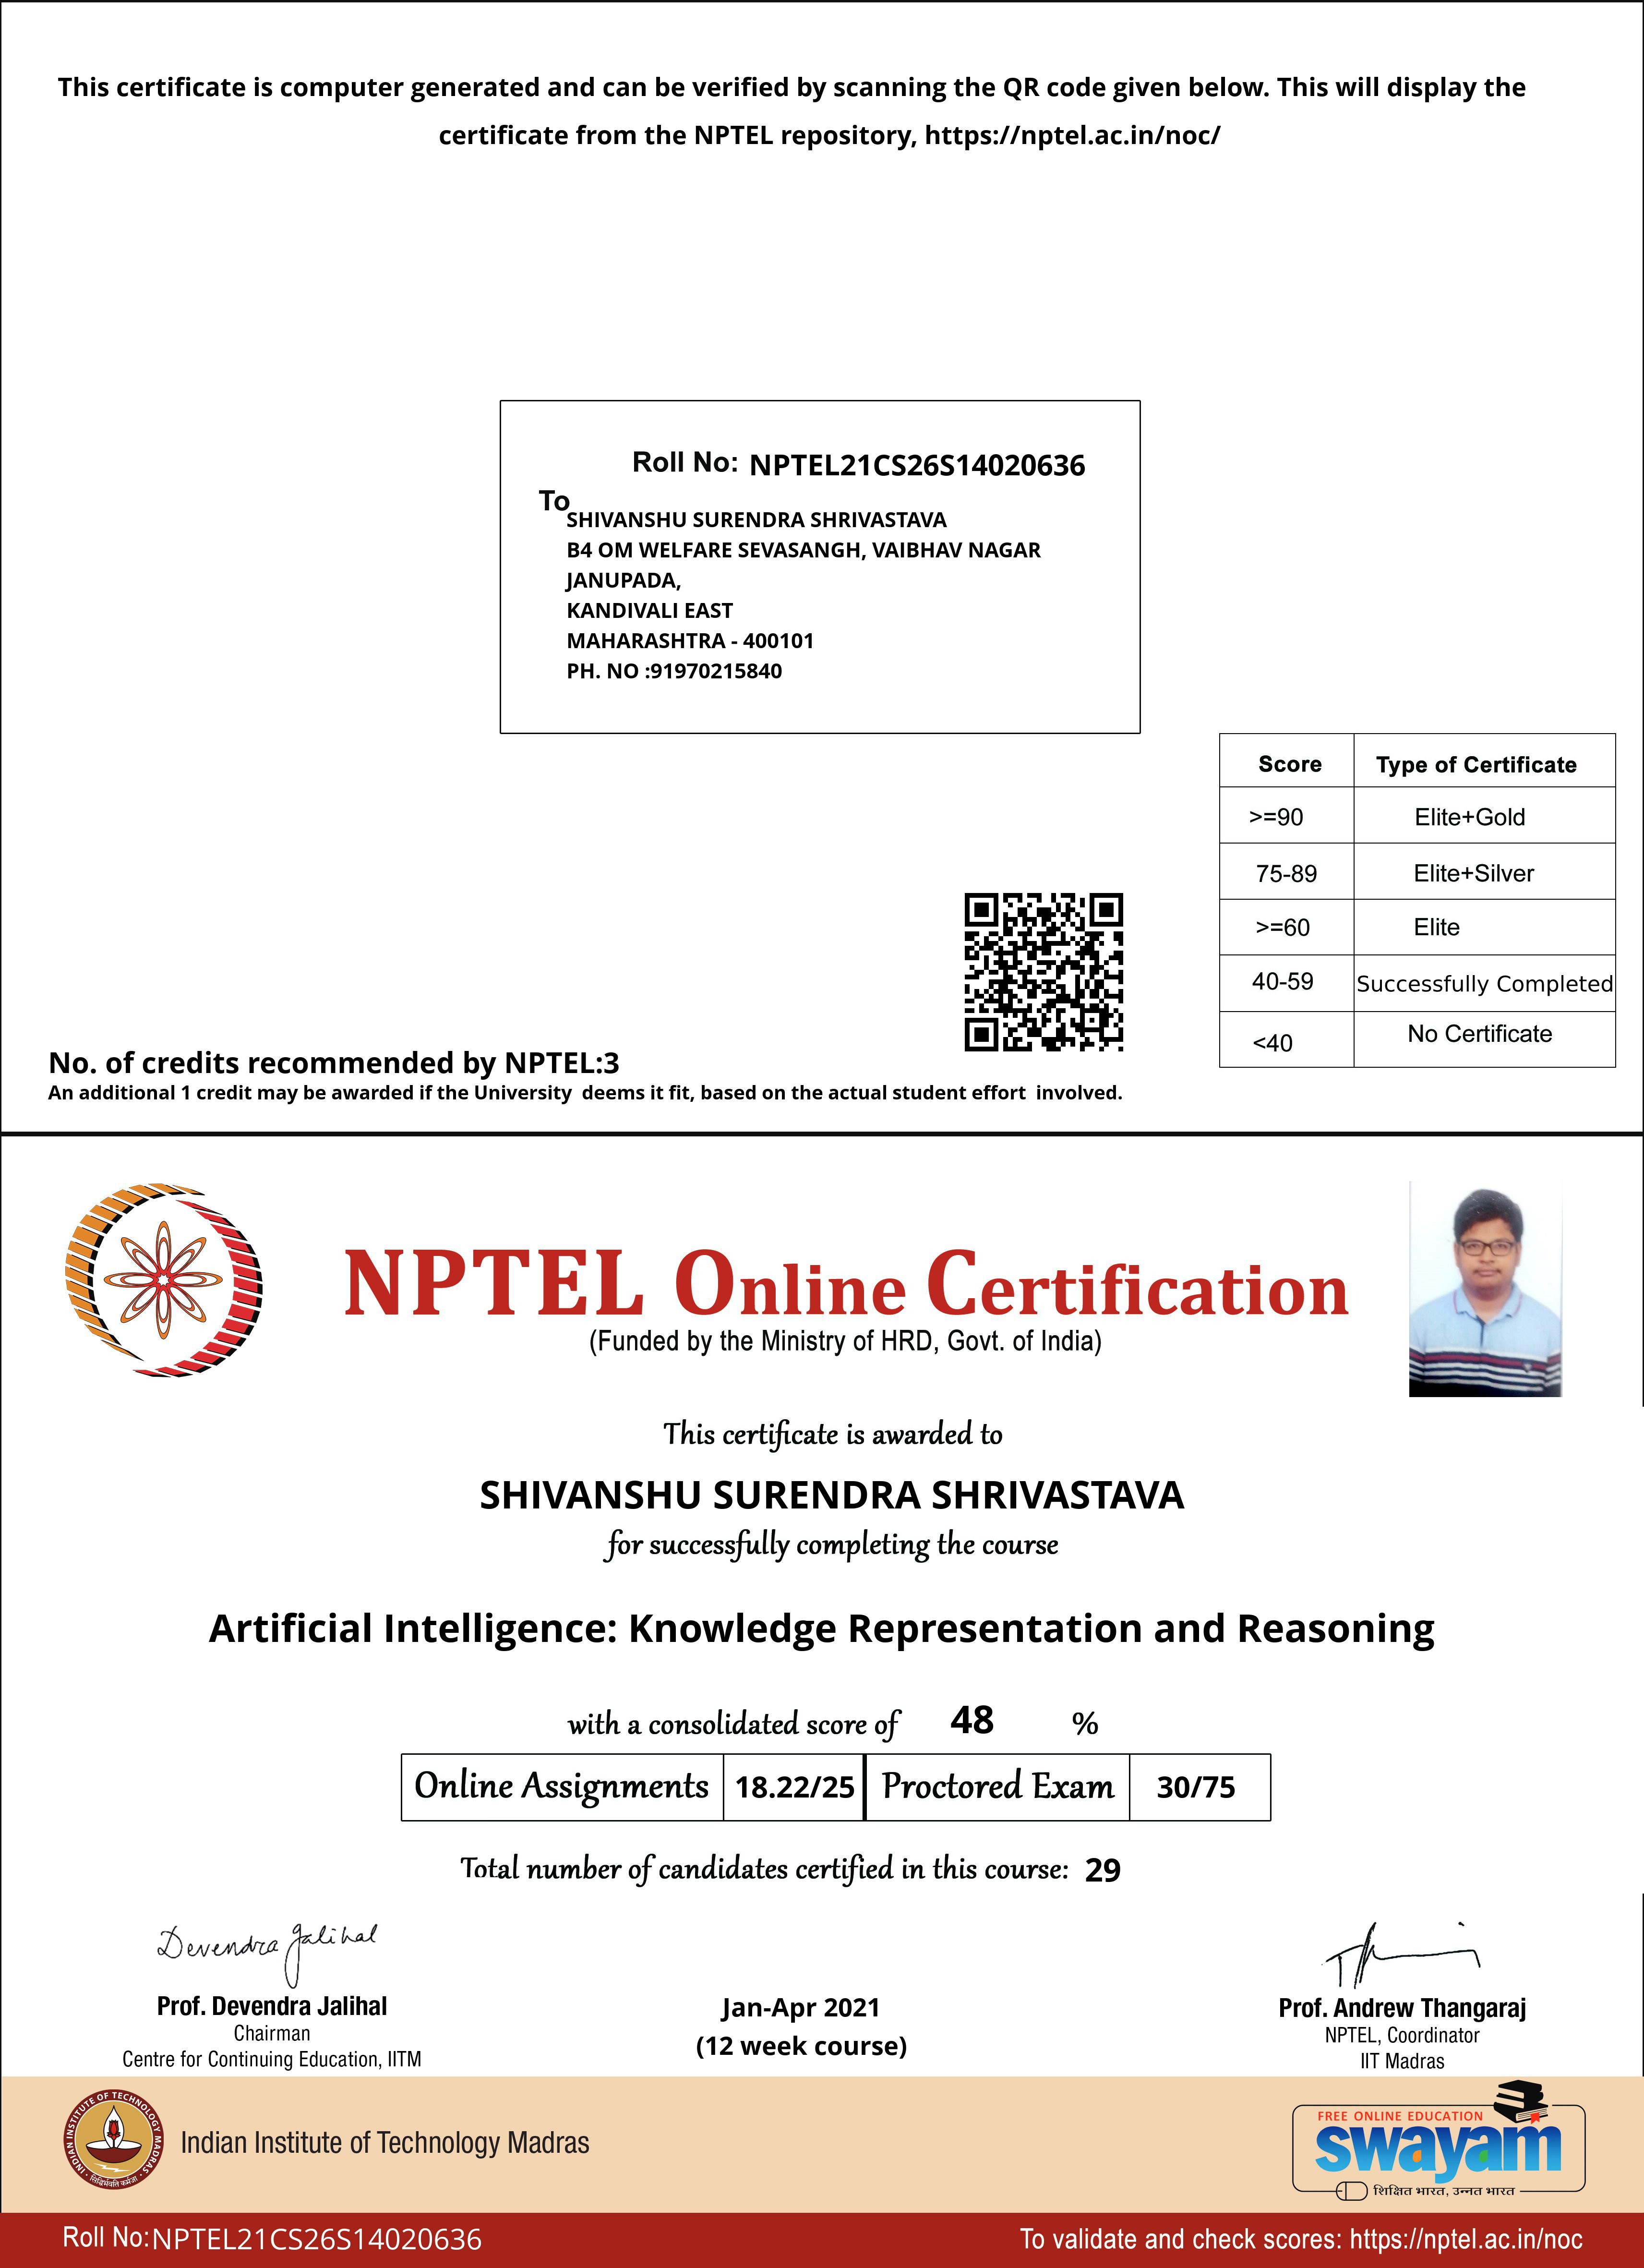 This certificate is computer generated and can be verified by scanning the QR code given below. This will display the
certificate from the NPTEL repository, https://nptel.ac.in/noc/
Roll No: NPTEL21CS26S14020636
To
SHIVANSHU SURENDRA SHRIVASTAVA
B4 OM WELFARE SEVASANGH, VAIBHAV NAGAR
JANUPADA,
KANDIVALI EAST
MAHARASHTRA - 400101
PH. NO :91970215840
Score Type of Certificate
>=90 Elite+Gold
75-89 Elite+Silver
>=60 Elite
40-59 Successfully Completed
<40 No Certificate
No. of credits recommended by NPTEL:3
An additional 1 credit may be awarded if the University deems it fit, based on the actual student effort involved.
NPTEL Online Certification
(Funded by the Ministry of HRD, Govt. of India)
This certificate is awarded to
SHIVANSHU SURENDRA SHRIVASTAVA
for successfully completing the course
Artificial Intelligence: Knowledge Representation and Reasoning
with a consolidated score of 48 %
Online Assignments 18.22/25 Proctored Exam 30/75
Total number of candidates certified in this course: 29
Devendra Jalihal
Prof. Devendra Jalihal
Chairman
Centre for Continuing Education, IITM
Jan-Apr 2021
(12 week course)
Prof. Andrew Thangaraj
NPTEL, Coordinator
IIT Madras
INDIAN INSTITUTE OF TECHNOLOGY MADRAS
सिद्धिर्भवति कर्मजा
Indian Institute of Technology Madras
FREE ONLINE EDUCATION
swayam
शिक्षित भारत, उन्नत भारत
Roll No:NPTEL21CS26S14020636
To validate and check scores: https://nptel.ac.in/noc